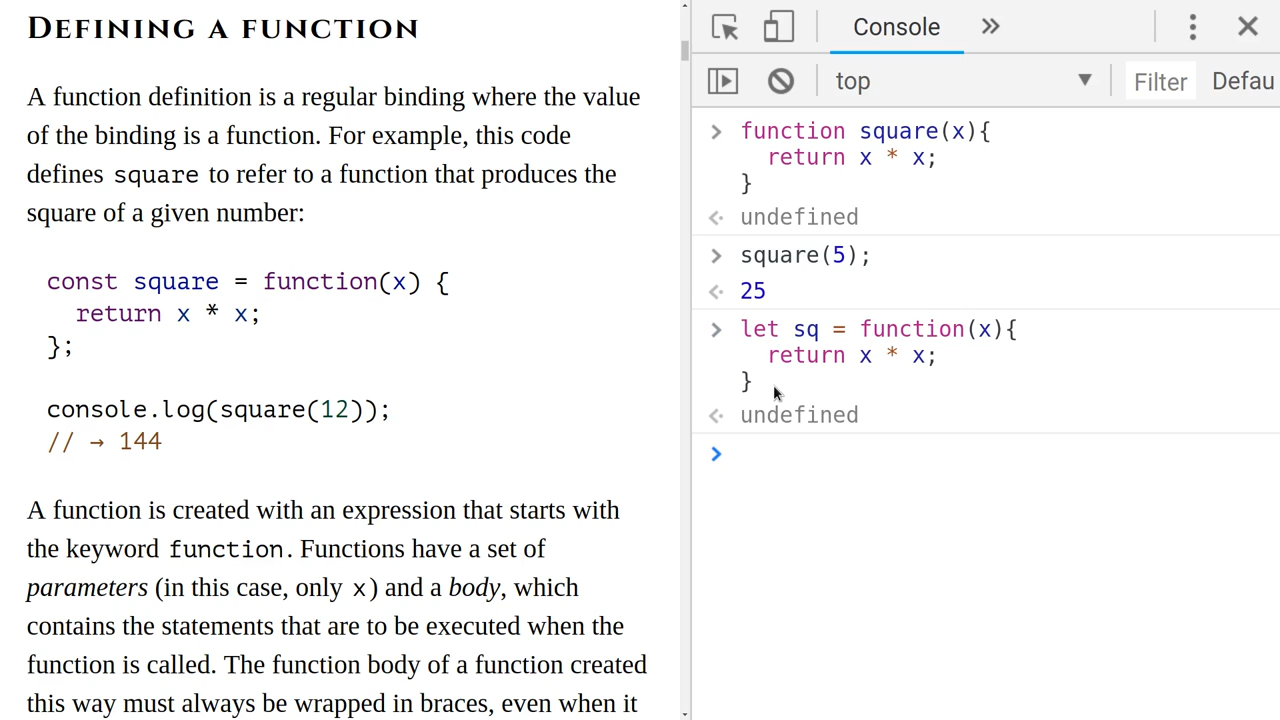 DEFINING A FUNCTION
A function definition is a regular binding where the value
of the binding is a function. For example, this code
defines square to refer to a function that produces the
square of a given number:
const square = function(x) {
  return x * x;
};
console.log(square(12));
// → 144
A function is created with an expression that starts with
the keyword function. Functions have a set of
parameters (in this case, only x) and a body, which
contains the statements that are to be executed when the
function is called. The function body of a function created
this way must always be wrapped in braces, even when it
Console »
top ▼ Filter Defau
> function square(x){
  return x * x;
}
<· undefined
> square(5);
<· 25
> let sq = function(x){
  return x * x;
}
<· undefined
>